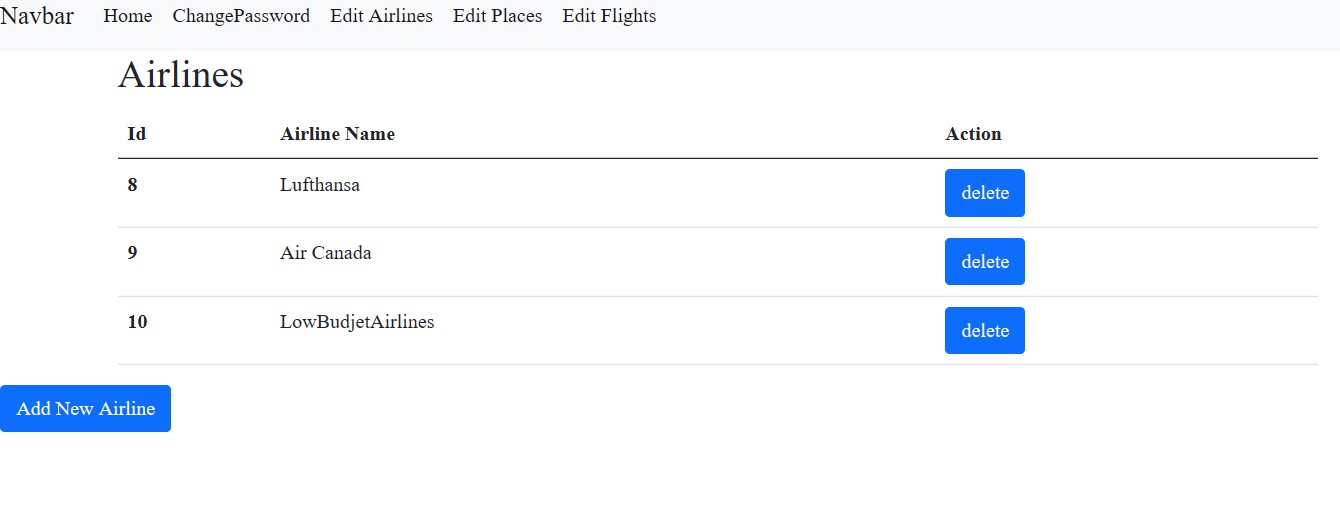 Navbar Home ChangePassword Edit Airlines Edit Places Edit Flights
Airlines
Id Airline Name Action
8 Lufthansa delete
9 Air Canada delete
10 LowBudjetAirlines delete
Add New Airline